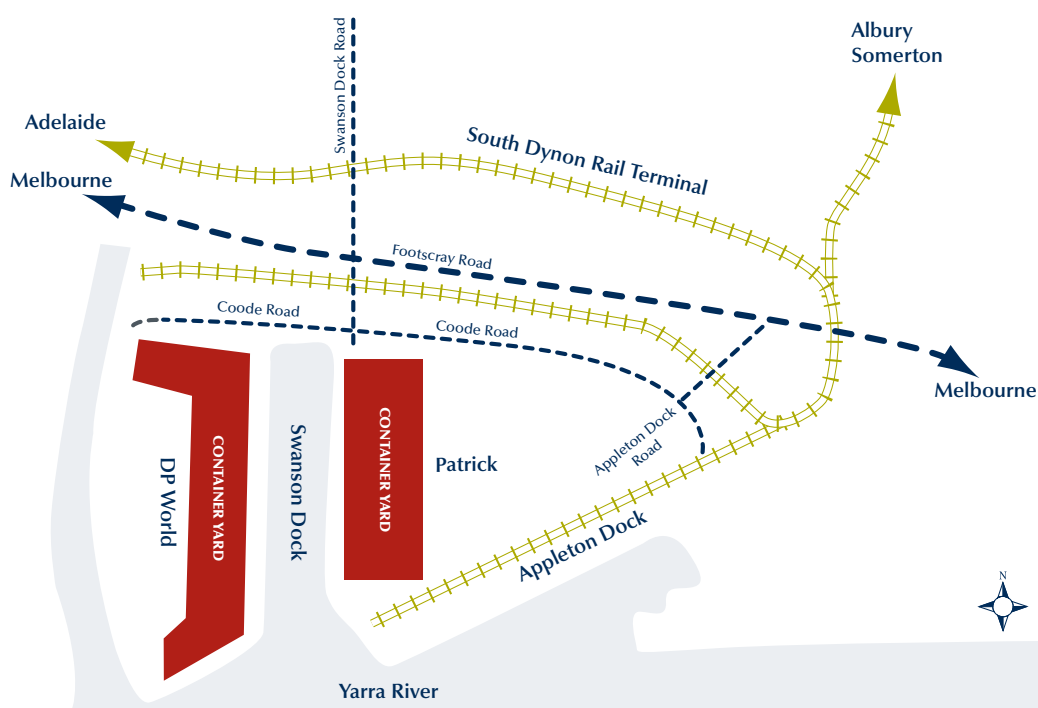 Albury
Somerton
Swanson Dock Road
Adelaide
South Dynon Rail Terminal
Melbourne
Footscray Road
Coode Road
Coode Road
Melbourne
Appleton Dock
Road
CONTAINER YARD
CONTAINER YARD
DP World
Swanson Dock
Patrick
Appleton Dock
N
Yarra River